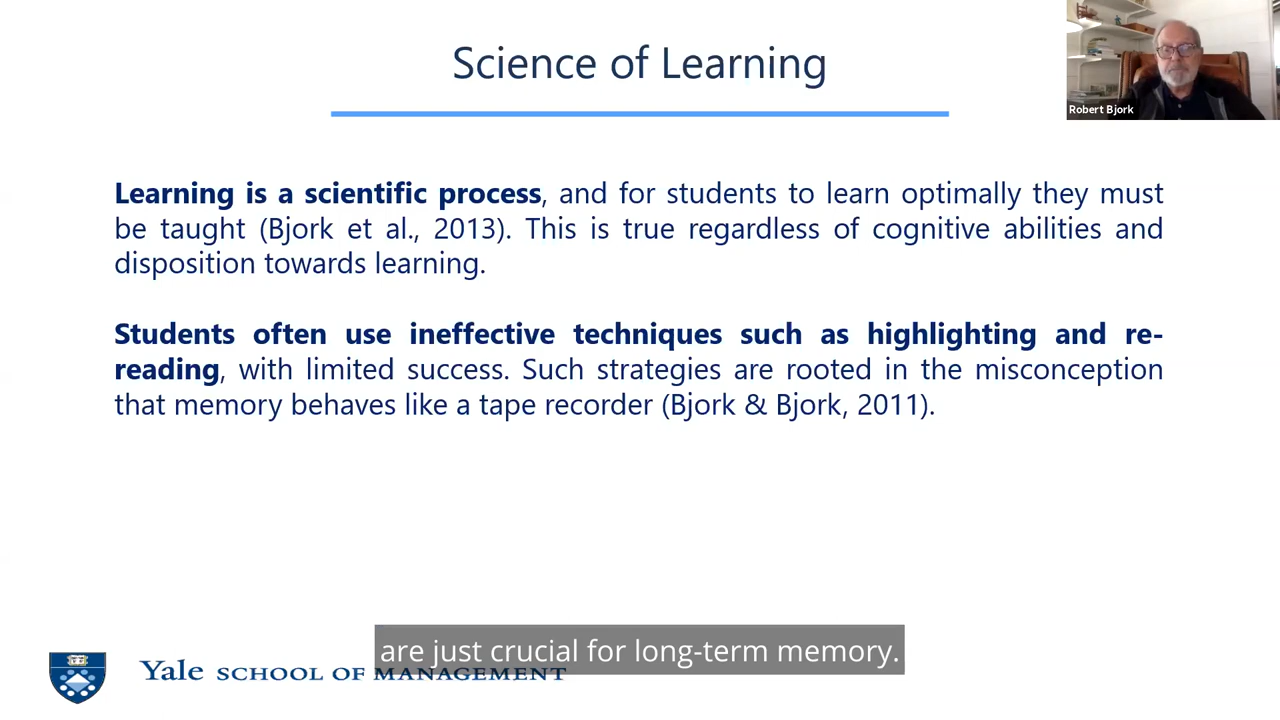 Science of Learning
Robert Bjork
Learning is a scientific process, and for students to learn optimally they must
be taught (Bjork et al., 2013). This is true regardless of cognitive abilities and
disposition towards learning.
Students often use ineffective techniques such as highlighting and re-
reading, with limited success. Such strategies are rooted in the misconception
that memory behaves like a tape recorder (Bjork & Bjork, 2011).
are just crucial for long-term memory.
Yale SCHOOL OF MANAGEMENT